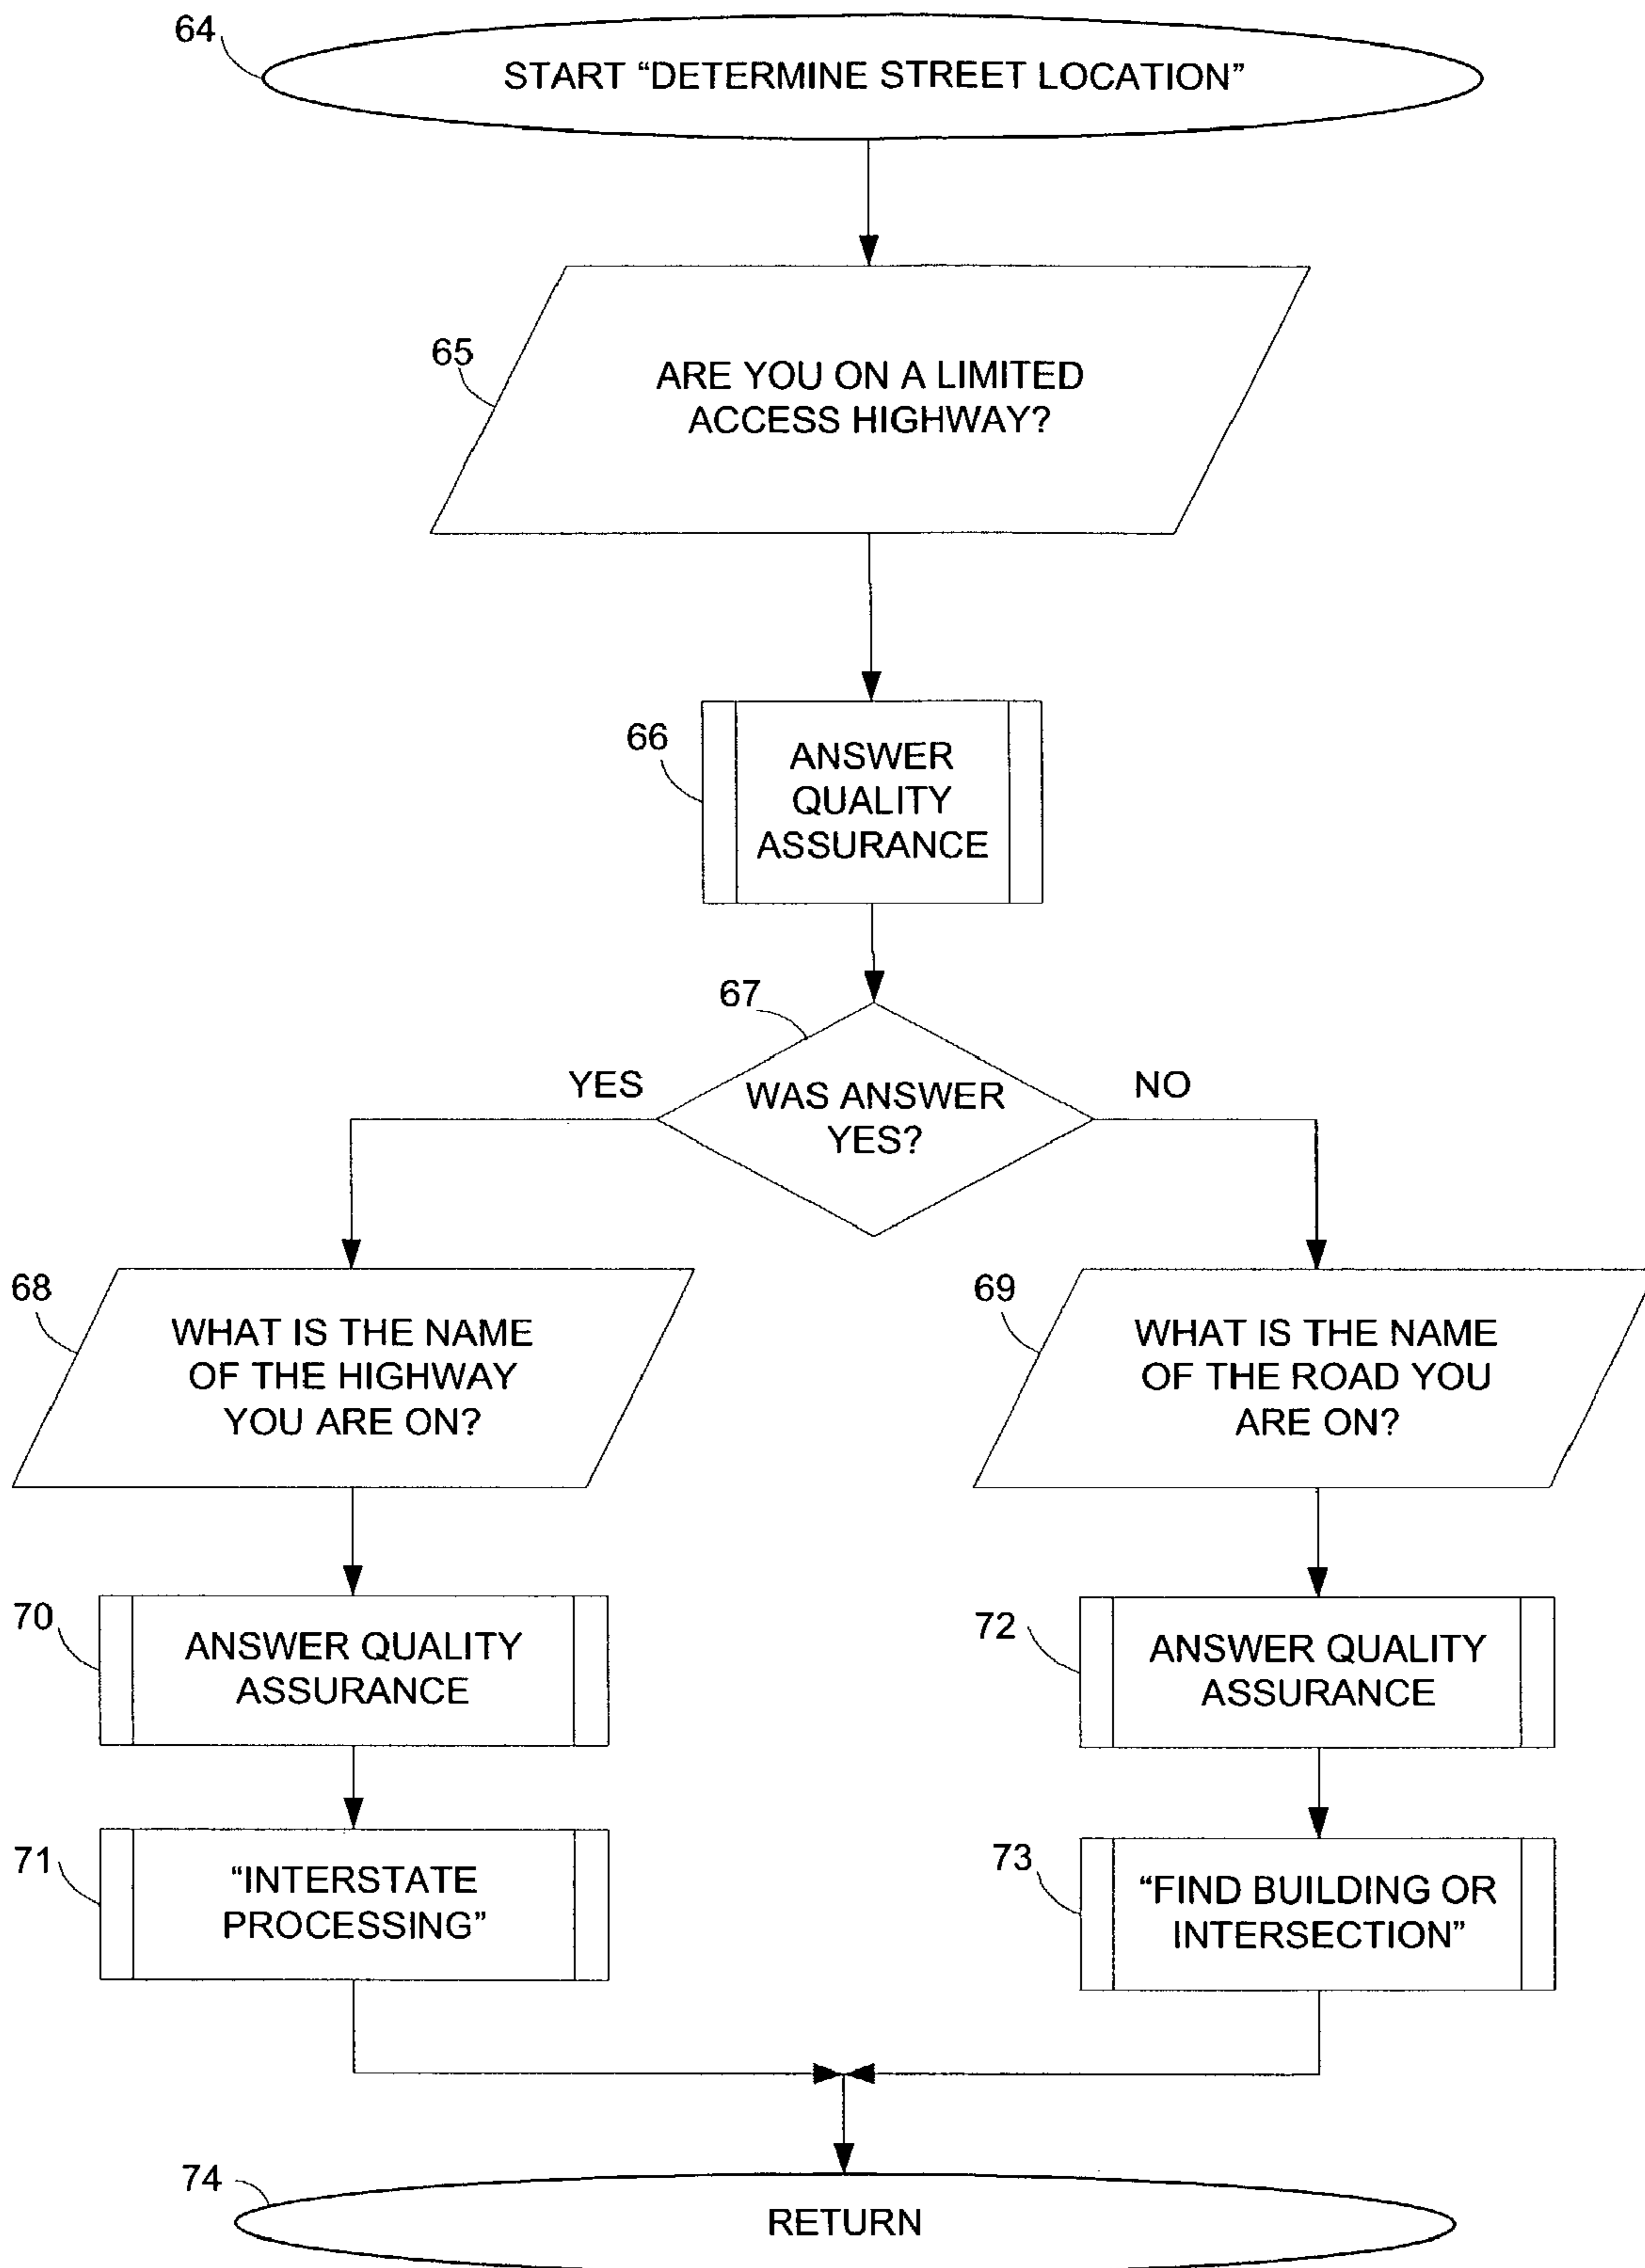 64
START “DETERMINE STREET LOCATION”
65
ARE YOU ON A LIMITED
ACCESS HIGHWAY?
66
ANSWER
QUALITY
ASSURANCE
67
YES
WAS ANSWER
YES?
NO
68
WHAT IS THE NAME
OF THE HIGHWAY
YOU ARE ON?
69
WHAT IS THE NAME
OF THE ROAD YOU
ARE ON?
70
ANSWER QUALITY
ASSURANCE
72
ANSWER QUALITY
ASSURANCE
71
“INTERSTATE
PROCESSING”
73
“FIND BUILDING OR
INTERSECTION”
74
RETURN